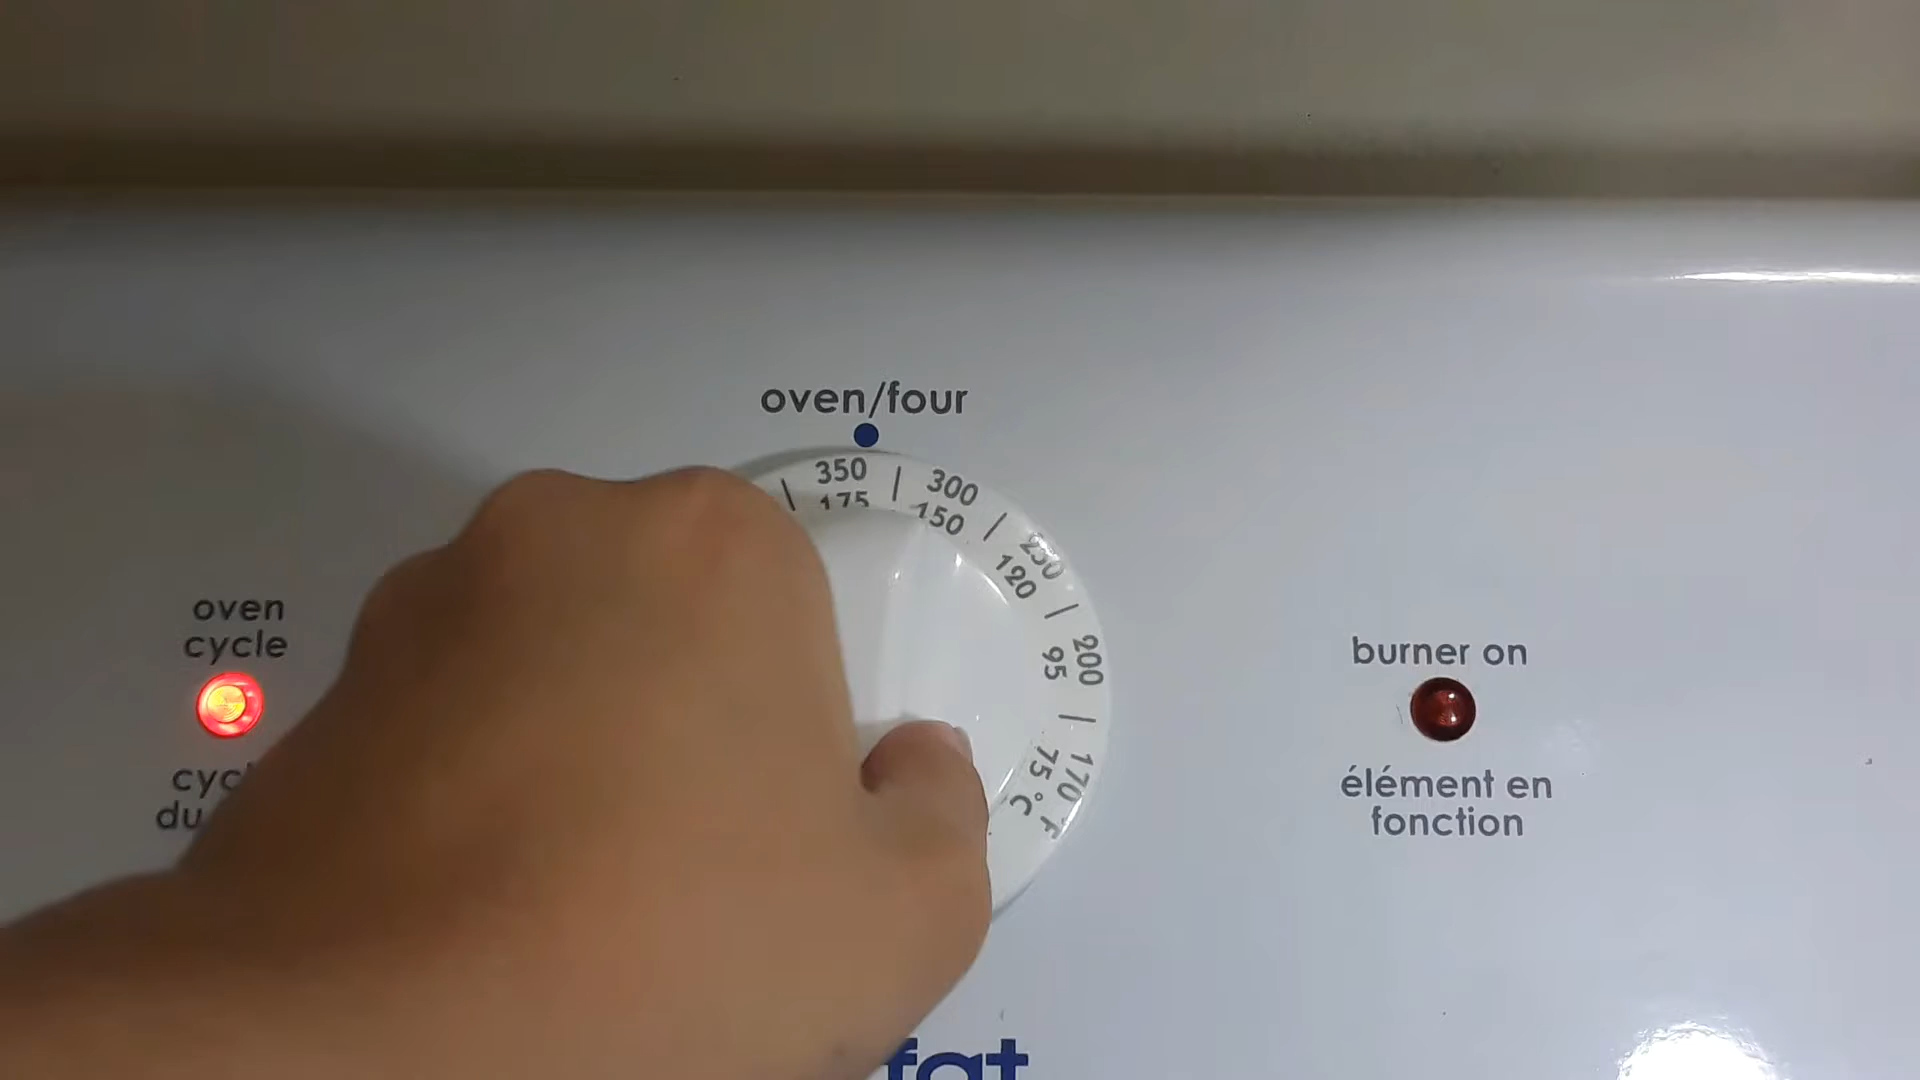 oven/four
350 | 300
175 150
250
120
200
95
170 °F
75 °C
oven
cycle
burner on
élément en
fonction
du